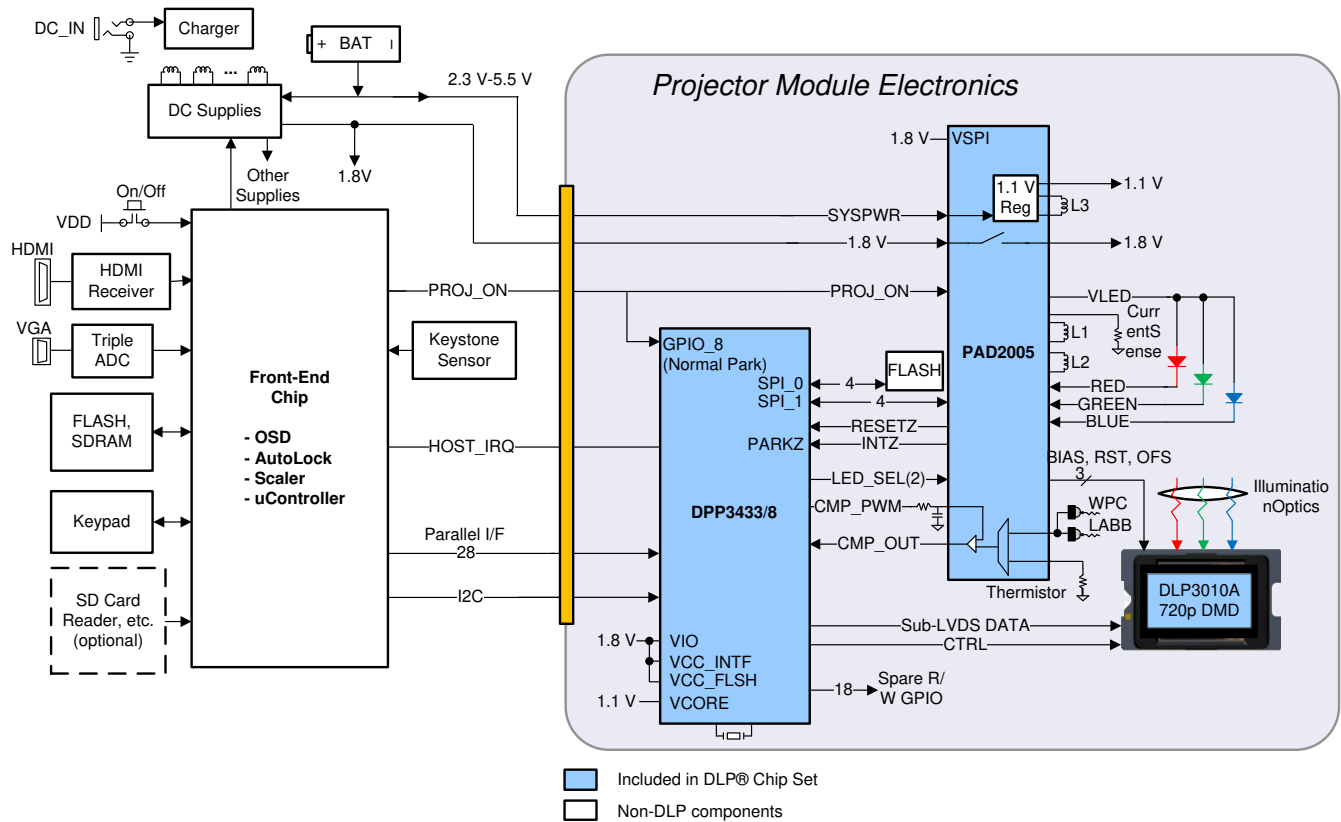 DC_IN
Charger
+ BAT
DC Supplies
2.3 V-5.5 V
Other
Supplies
1.8V
On/Off
VDD
HDMI
HDMI
Receiver
VGA
Triple
ADC
FLASH,
SDRAM
Keypad
SD Card
Reader, etc.
(optional)
Front-End
Chip
- OSD
- AutoLock
- Scaler
- uController
PROJ_ON
Keystone
Sensor
HOST_IRQ
Parallel I/F
28
I2C
Projector Module Electronics
1.8 V
VSPI
1.1 V
Reg
1.1 V
L3
SYSPWR
1.8 V
1.8 V
PROJ_ON
PAD2005
VLED
Curr
entS
ense
L1
L2
RED
GREEN
BLUE
GPIO_8
(Normal Park)
SPI_0
4
FLASH
SPI_1
4
RESETZ
PARKZ
INTZ
LED_SEL(2)
DPP3433/8
CMP_PWM
CMP_OUT
BIAS, RST, OFS
3
WPC
LABB
Thermistor
Illuminatio
nOptics
DLP3010A
720p DMD
Sub-LVDS DATA
CTRL
1.8 V
VIO
VCC_INTF
VCC_FLSH
1.1 V
VCORE
18
Spare R/
W GPIO
Included in DLP® Chip Set
Non-DLP components